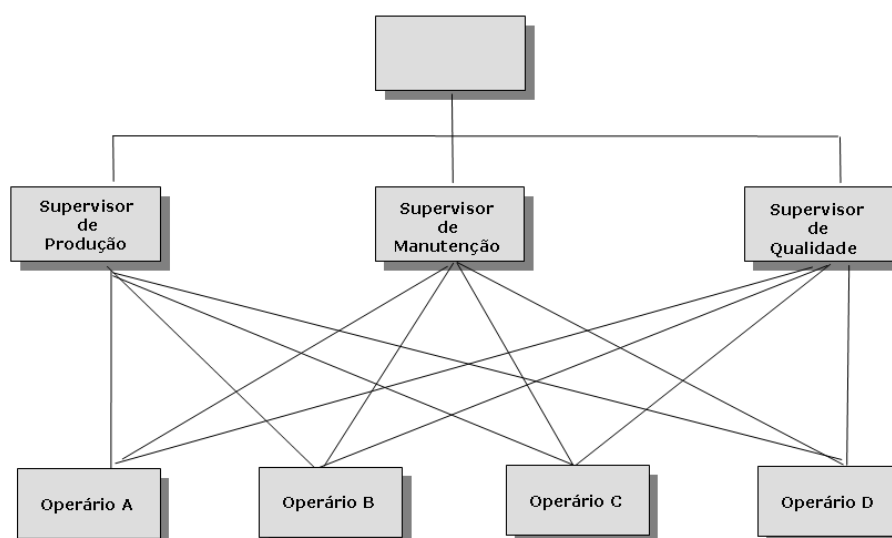 Supervisor
de
Produção
Supervisor
de
Manutenção
Supervisor
de
Qualidade
Operário A
Operário B
Operário C
Operário D